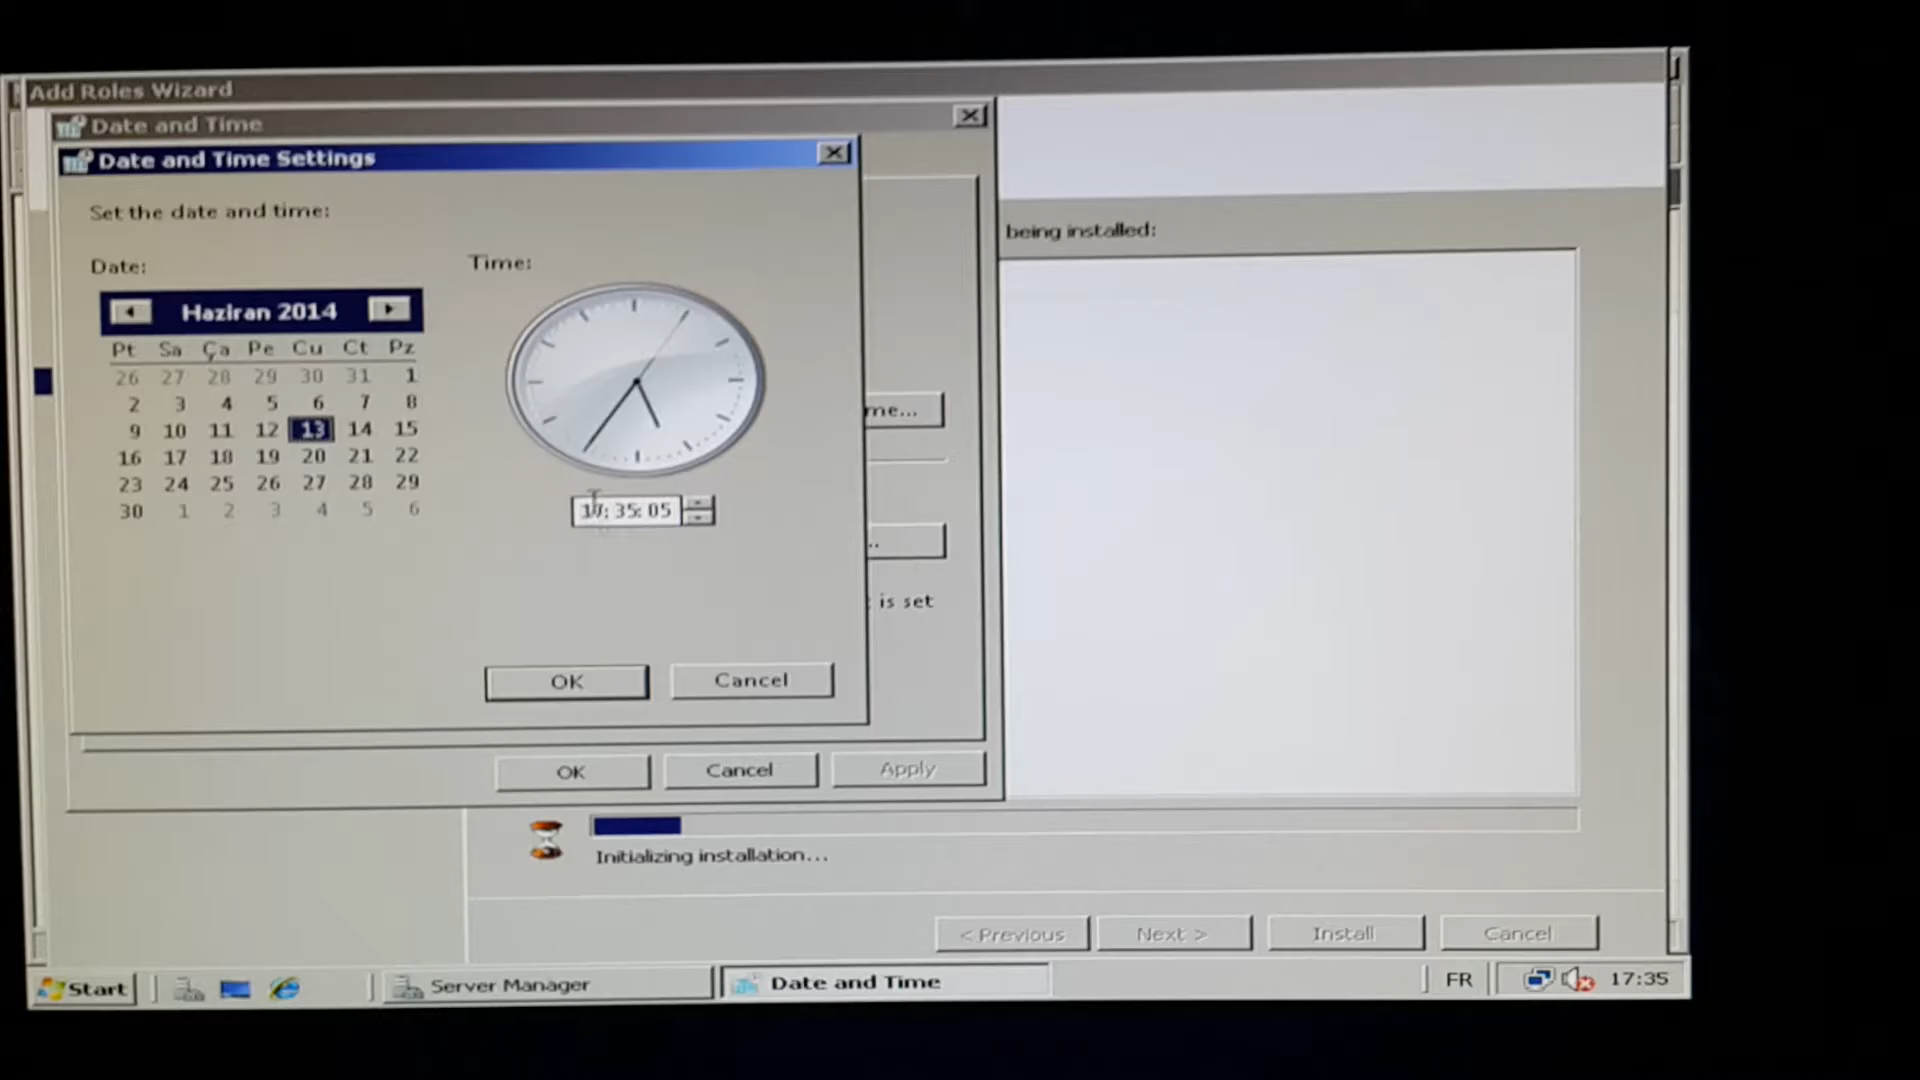 Add Roles Wizard
Date and Time
Date and Time Settings
Set the date and time:
Date:
Time:
Haziran 2014
Pt Sa Ça Pe Cu Ct Pz
26 27 28 29 30 31 1
2 3 4 5 6 7 8
9 10 11 12 13 14 15
16 17 18 19 20 21 22
23 24 25 26 27 28 29
30 1 2 3 4 5 6
17:35:05
OK Cancel
being installed:
me...
..
is set
OK Cancel Apply
Initializing installation...
< Previous Next > Install Cancel
Start Server Manager Date and Time FR 17:35